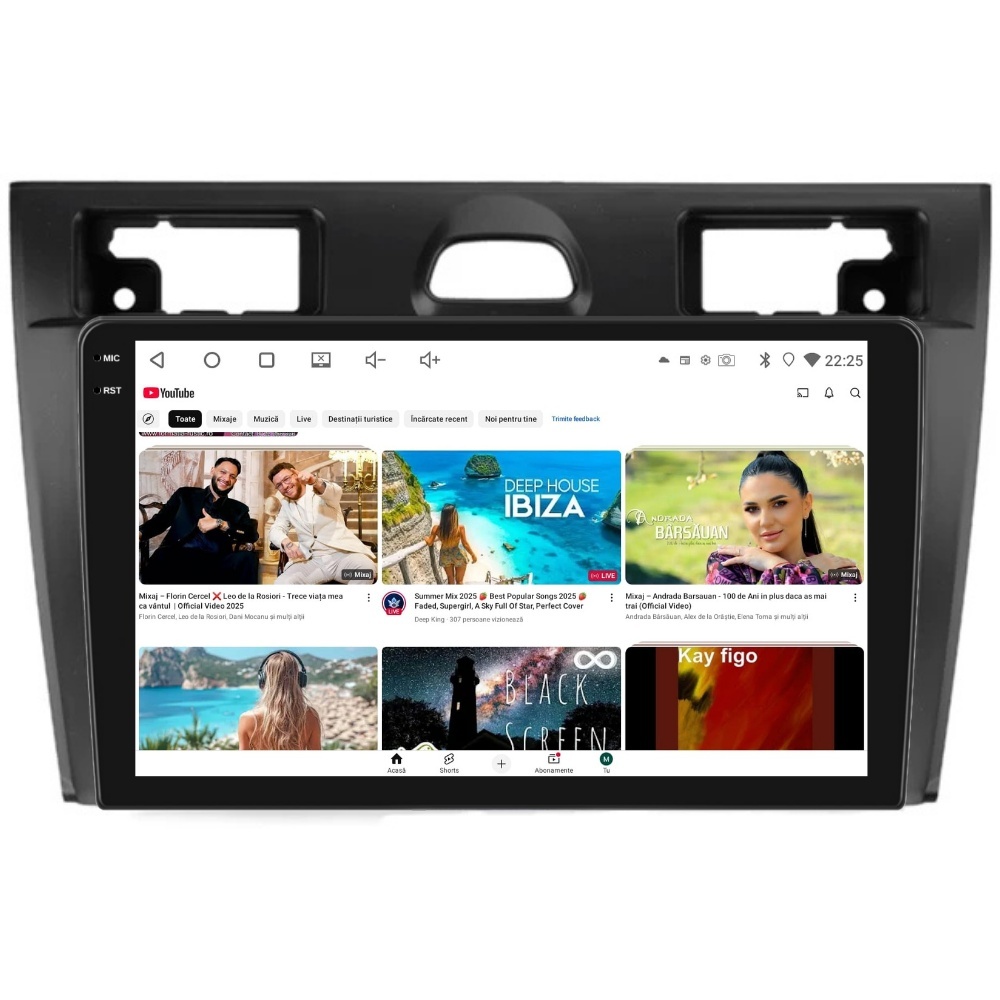 MIC
RST
22:25
YouTube
Toate
Mixaje
Muzică
Live
Destinații turistice
Încărcate recent
Noi pentru tine
Trimite feedback
Mixaj
DEEP HOUSE
IBIZA
LIVE
ANDRADA
BÂRSĂUAN
Mixaj
Mixaj – Florin Cercel ❌ Leo de la Rosiori - Trece viața mea
ca vântul | Official Video 2025
Florin Cercel, Leo de la Rosiori, Dani Mocanu și mulți alții
LIVE
Summer Mix 2025 🍓 Best Popular Songs 2025 🍓
Faded, Supergirl, A Sky Full Of Star, Perfect Cover
Deep King · 307 persoane vizionează
Mixaj – Andrada Barsauan - 100 de Ani in plus daca as mai
trai (Official Video)
Andrada Bârsăuan, Alex de la Orăștie, Elena Toma și mulți alții
BLACK
SCREEN
Kay figo
Acasă
Shorts
Abonamente
M
Tu